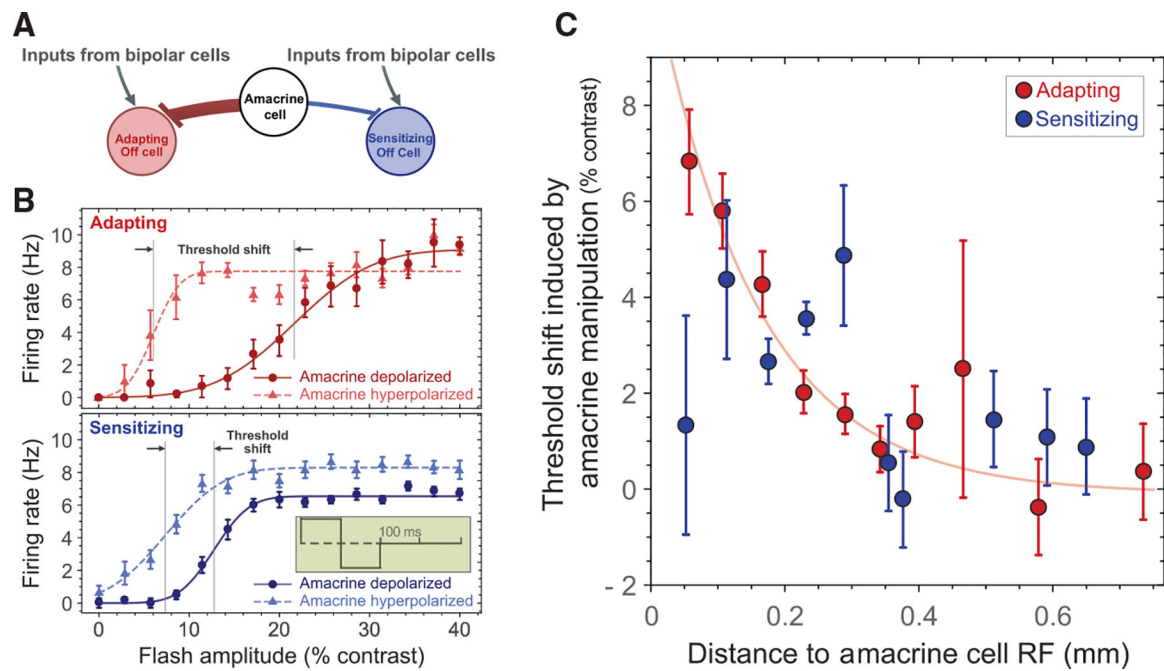 A
Inputs from bipolar cells
Inputs from bipolar cells
Amacrine
cell
Adapting
Off cell
Sensitizing
Off Cell
B
Adapting
Threshold shift
Firing rate (Hz)
10
8
6
4
2
0
Amacrine depolarized
Amacrine hyperpolarized
Sensitizing
Threshold
shift
Firing rate (Hz)
10
8
6
4
2
0
100 ms
Amacrine depolarized
Amacrine hyperpolarized
0
10
20
30
40
Flash amplitude (% contrast)
C
Adapting
Sensitizing
Threshold shift induced by
amacrine manipulation (% contrast)
8
6
4
2
0
- 2
0
0.2
0.4
0.6
Distance to amacrine cell RF (mm)